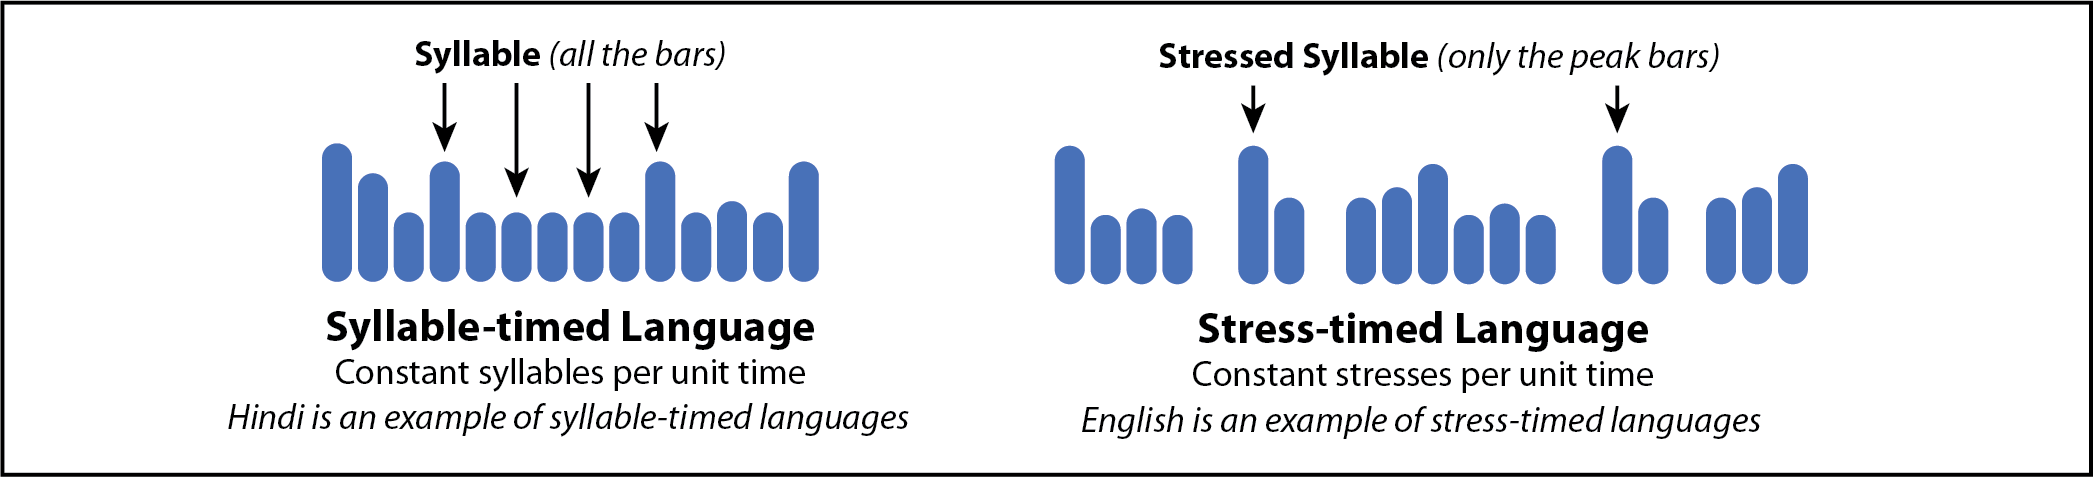 Syllable (all the bars)
Syllable-timed Language
Constant syllables per unit time
Hindi is an example of syllable-timed languages
Stressed Syllable (only the peak bars)
Stress-timed Language
Constant stresses per unit time
English is an example of stress-timed languages